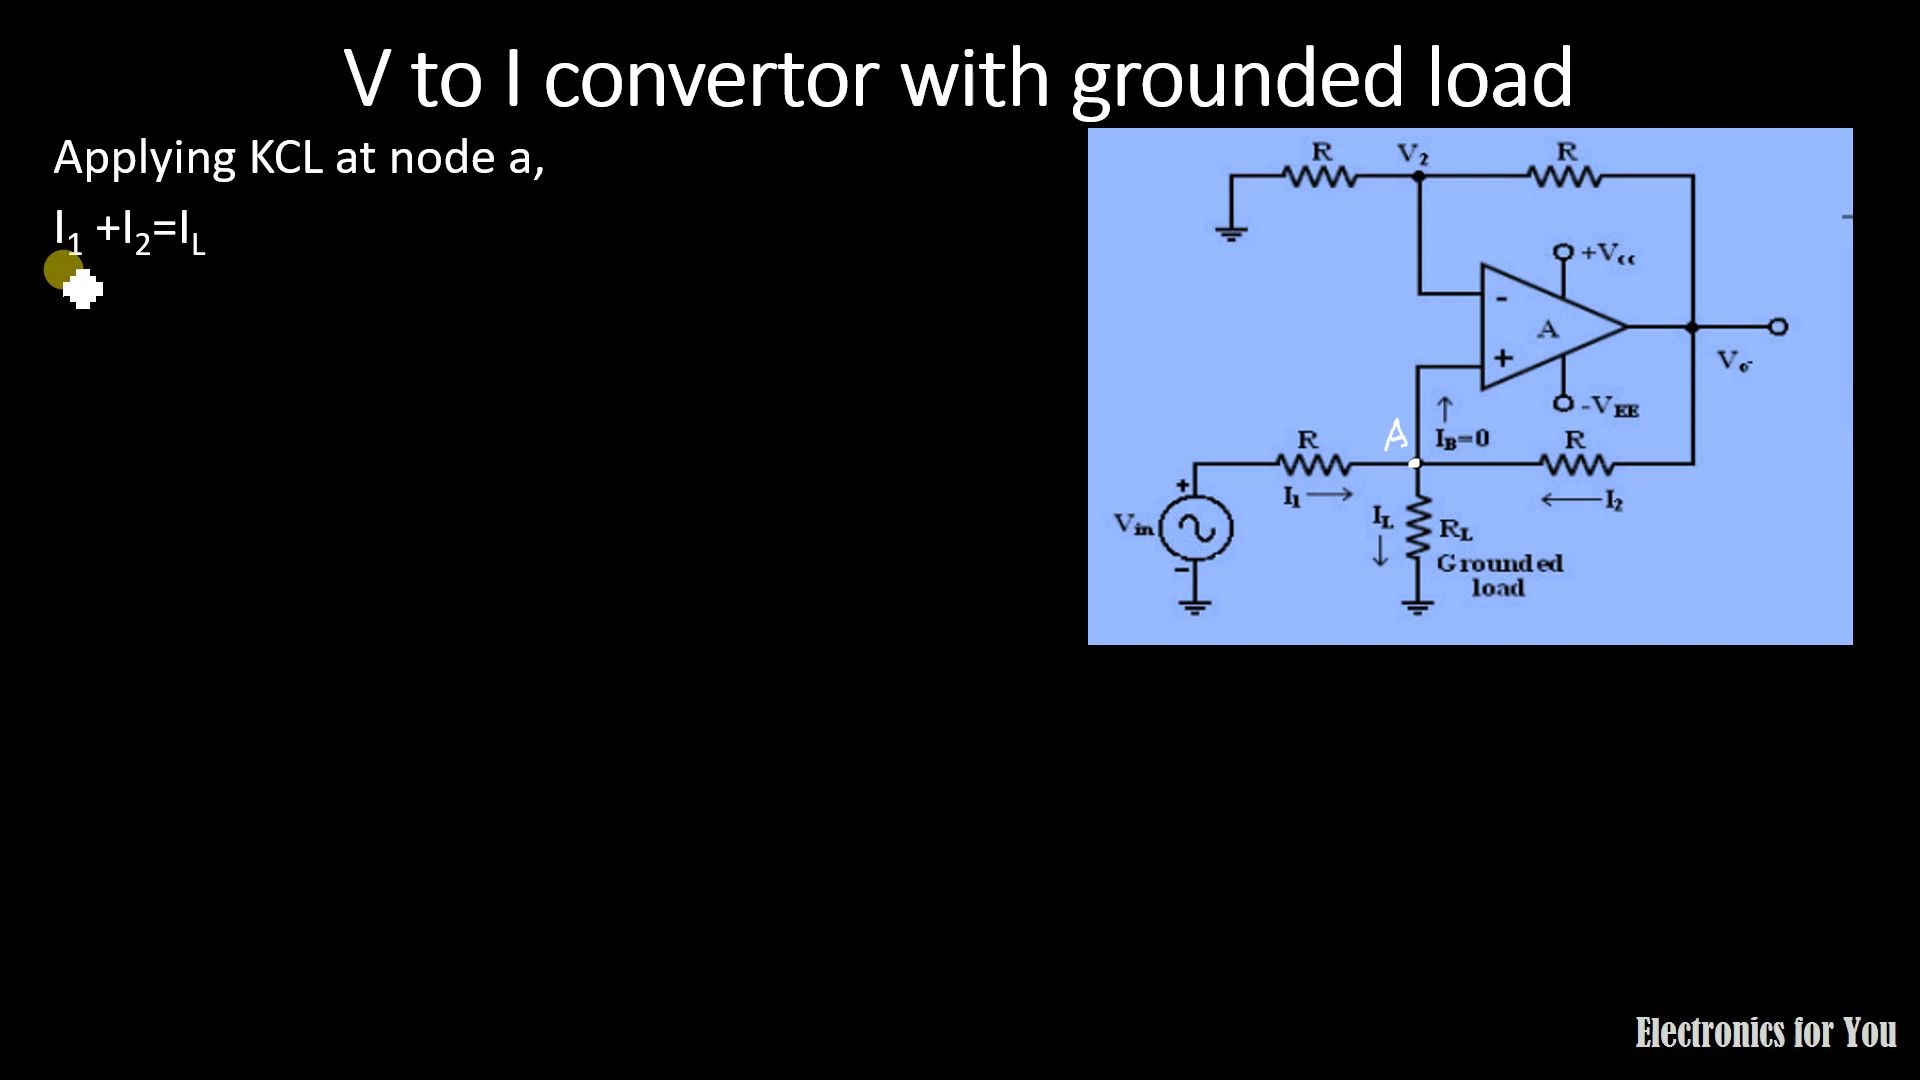 V to I convertor with grounded load
Applying KCL at node a,
I₁ +I₂=I_L
R V₂ R
+Vcc
-
A
+
Vo
-VEE
A
IB=0
R R
I₁ I₂
+
Vin
IL
RL
-
Grounded
load
Electronics for You